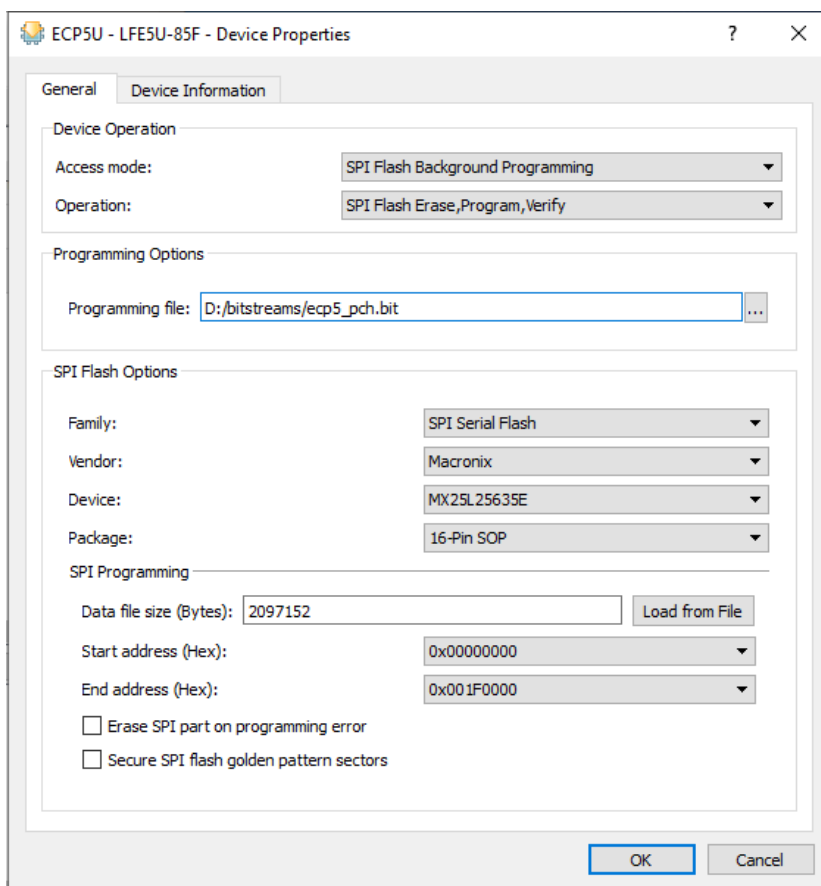 ECP5U - LFE5U-85F - Device Properties ? ×
General Device Information
Device Operation
Access mode: SPI Flash Background Programming
Operation: SPI Flash Erase,Program,Verify
Programming Options
Programming file: D:/bitstreams/ecp5_pch.bit ...
SPI Flash Options
Family: SPI Serial Flash
Vendor: Macronix
Device: MX25L25635E
Package: 16-Pin SOP
SPI Programming
Data file size (Bytes): 2097152 Load from File
Start address (Hex): 0x00000000
End address (Hex): 0x001F0000
Erase SPI part on programming error
Secure SPI flash golden pattern sectors
OK Cancel